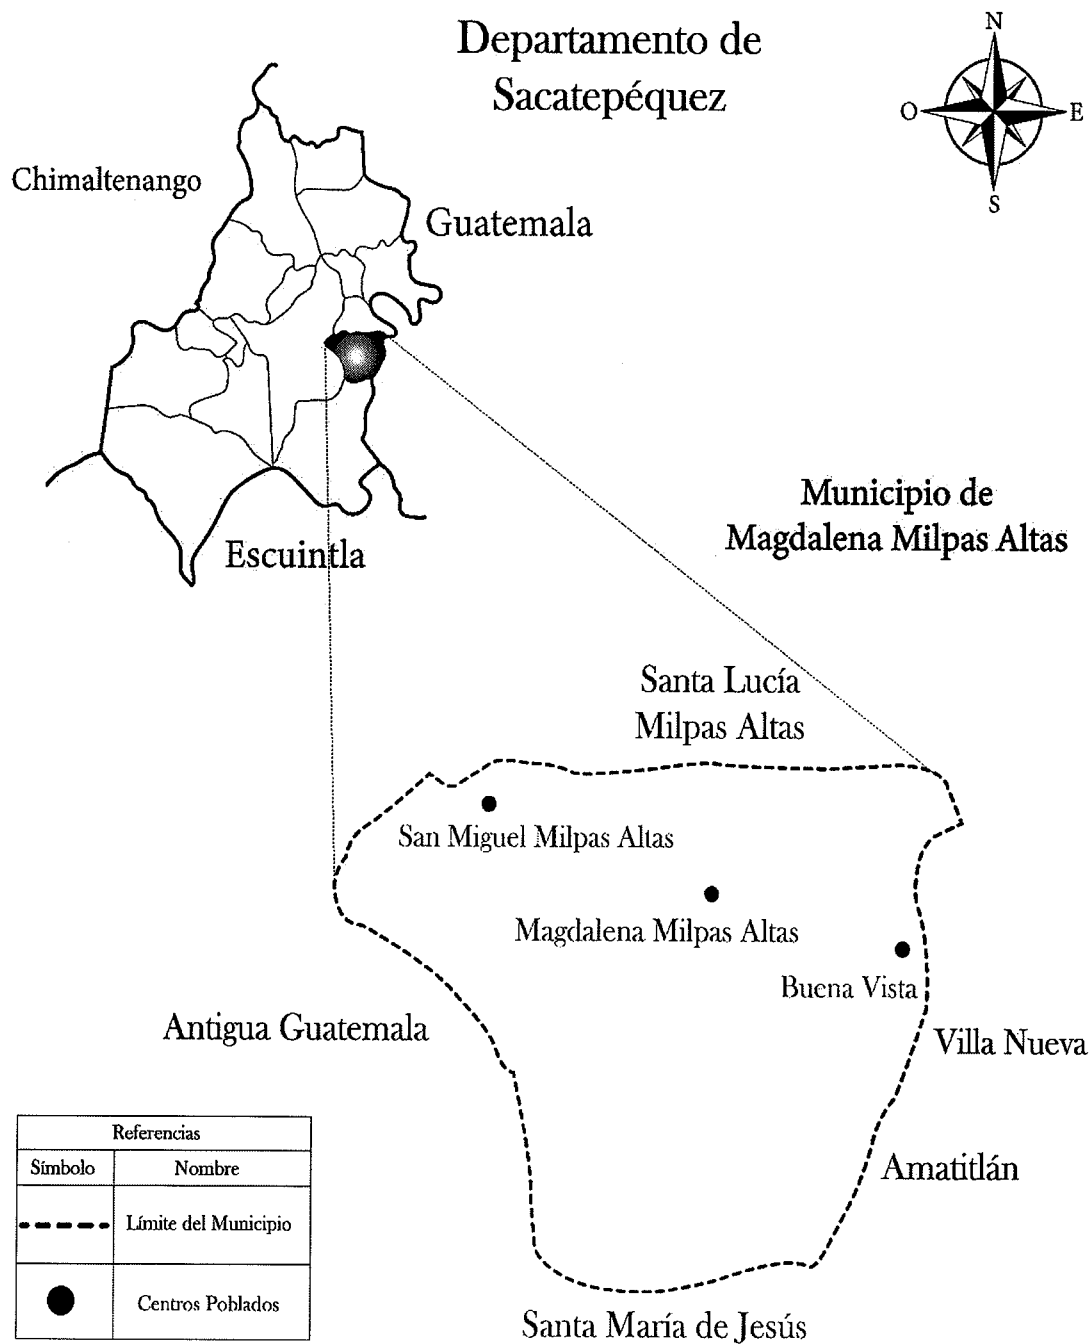 Departamento de
Sacatepéquez
N
O
E
S
Chimaltenango
Guatemala
Escuintla
Municipio de
Magdalena Milpas Altas
Santa Lucía
Milpas Altas
San Miguel Milpas Altas
Magdalena Milpas Altas
Buena Vista
Antigua Guatemala
Villa Nueva
Amatitlán
Santa María de Jesús
Referencias
Símbolo Nombre
Límite del Municipio
Centros Poblados